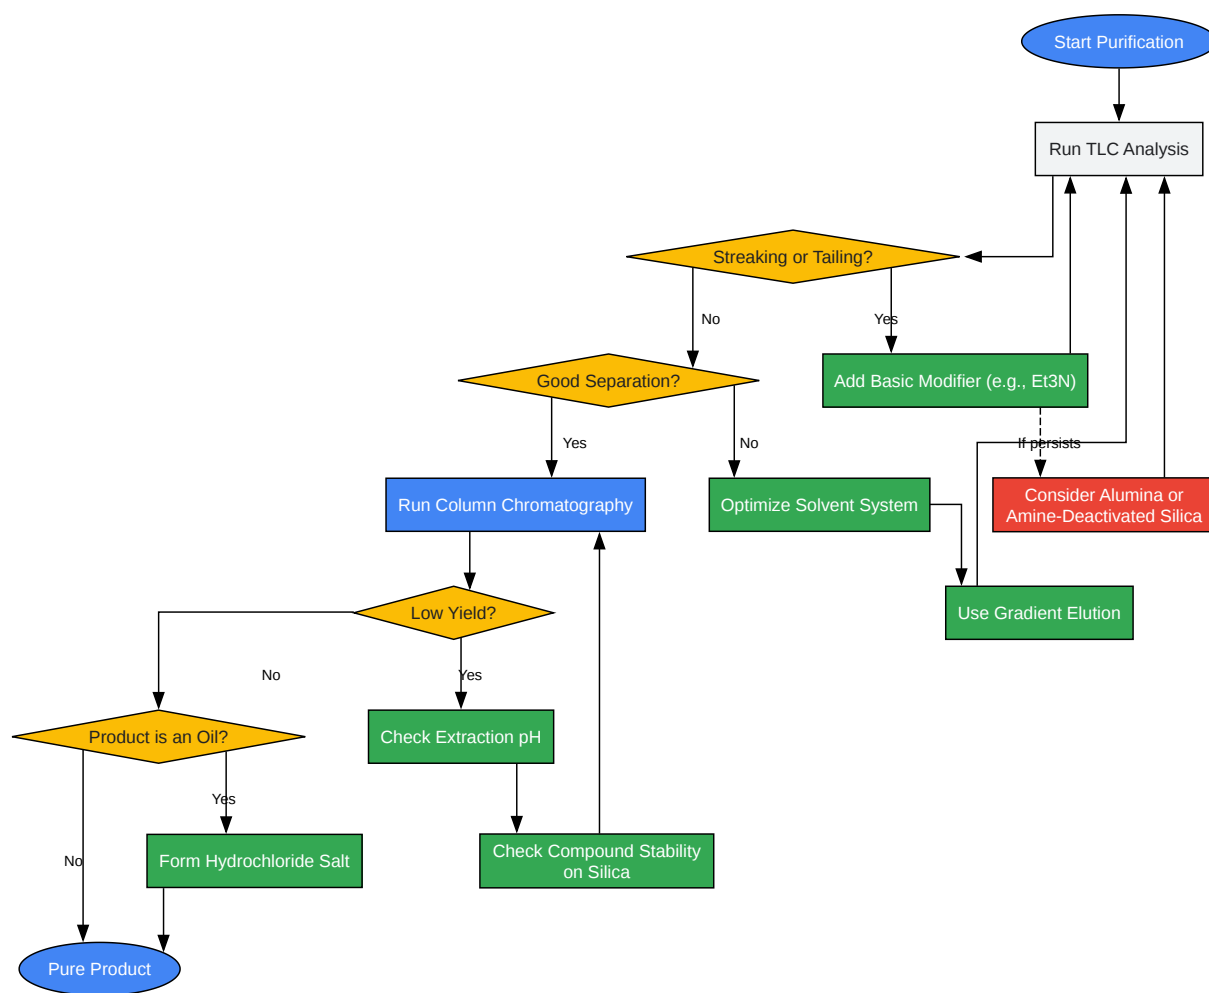 Start Purification
Run TLC Analysis
Streaking or Tailing?
No
Yes
Good Separation?
Add Basic Modifier (e.g., Et3N)
Yes
No
If persists
Run Column Chromatography
Optimize Solvent System
Consider Alumina or
Amine-Deactivated Silica
Low Yield?
Use Gradient Elution
No
Yes
Product is an Oil?
Check Extraction pH
Yes
No
Form Hydrochloride Salt
Check Compound Stability
on Silica
Pure Product